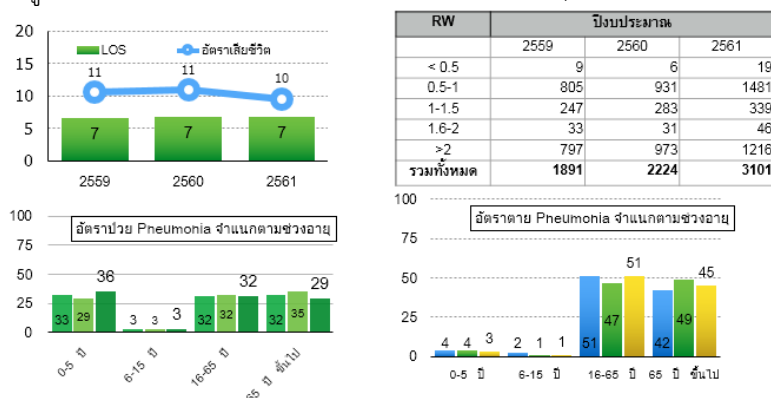 20
15
10
5
0
LOS
อัตราเสียชีวิต
11 11 10
7 7 7
2559 2560 2561
RW ปีงบประมาณ
2559 2560 2561
< 0.5 9 6 19
0.5-1 805 931 1481
1-1.5 247 283 339
1.6-2 33 31 46
>2 797 973 1216
รวมทั้งหมด 1891 2224 3101
อัตราป่วย Pneumonia จำแนกตามช่วงอายุ
100
75
50
25
0
33 29 36
3 3 3
32 32 32
32 35 29
0-5 ปี
6-15 ปี
16-65 ปี
65 ปี ขึ้นไป
อัตราตาย Pneumonia จำแนกตามช่วงอายุ
100
75
50
25
0
4 4 3
2 1 1
51 47 51
42 49 45
0-5 ปี 6-15 ปี 16-65 ปี 65 ปี ขึ้นไป